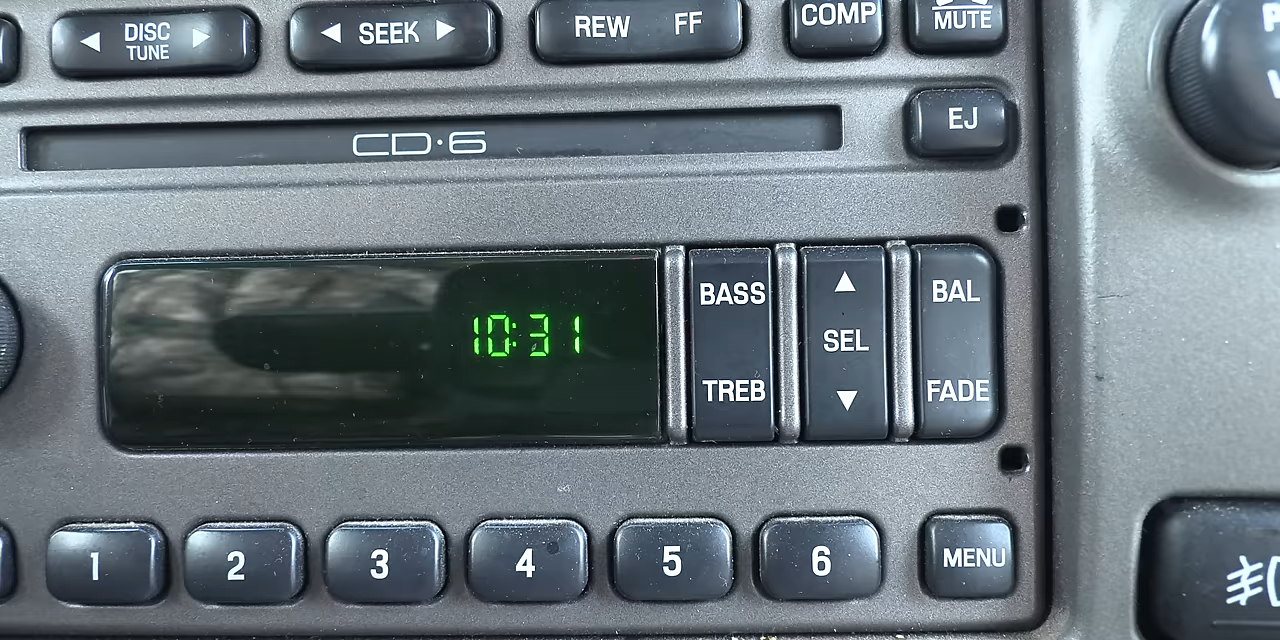 ◄ DISC ►
TUNE
◄ SEEK ►
REW FF
COMP
MUTE
CD·6
EJ
10:31
BASS
TREB
▲
SEL
▼
BAL
FADE
1 2 3 4 5 6 MENU